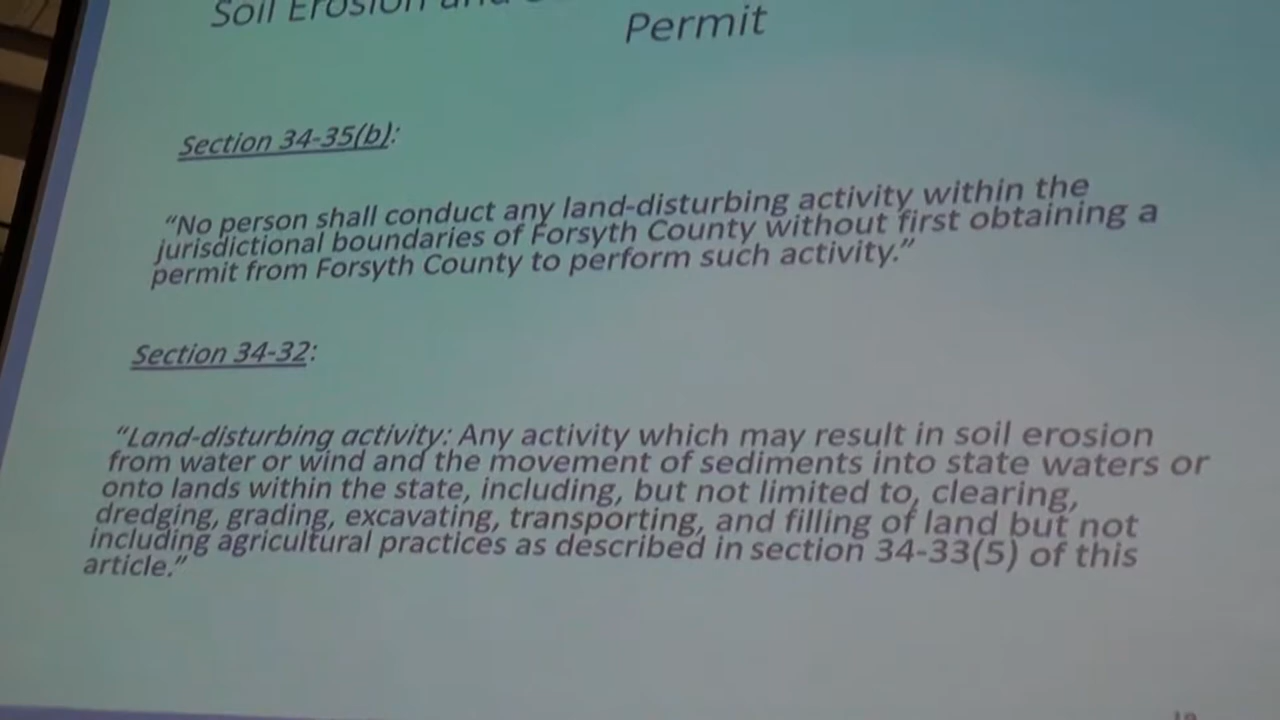 Soil Erosion and
Permit
Section 34-35(b):
“No person shall conduct any land-disturbing activity within the
jurisdictional boundaries of Forsyth County without first obtaining a
permit from Forsyth County to perform such activity.”
Section 34-32:
“Land-disturbing activity: Any activity which may result in soil erosion
from water or wind and the movement of sediments into state waters or
onto lands within the state, including, but not limited to, clearing,
dredging, grading, excavating, transporting, and filling of land but not
including agricultural practices as described in section 34-33(5) of this
article.”